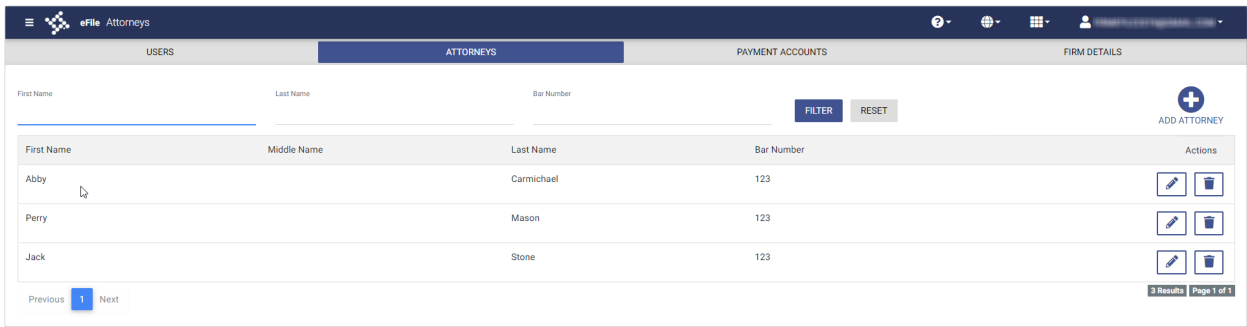 eFile Attorneys
USERS ATTORNEYS PAYMENT ACCOUNTS FIRM DETAILS
First Name Last Name Bar Number
FILTER RESET
ADD ATTORNEY
First Name Middle Name Last Name Bar Number Actions
Abby Carmichael 123
Perry Mason 123
Jack Stone 123
Previous 1 Next
3 Results Page 1 of 1